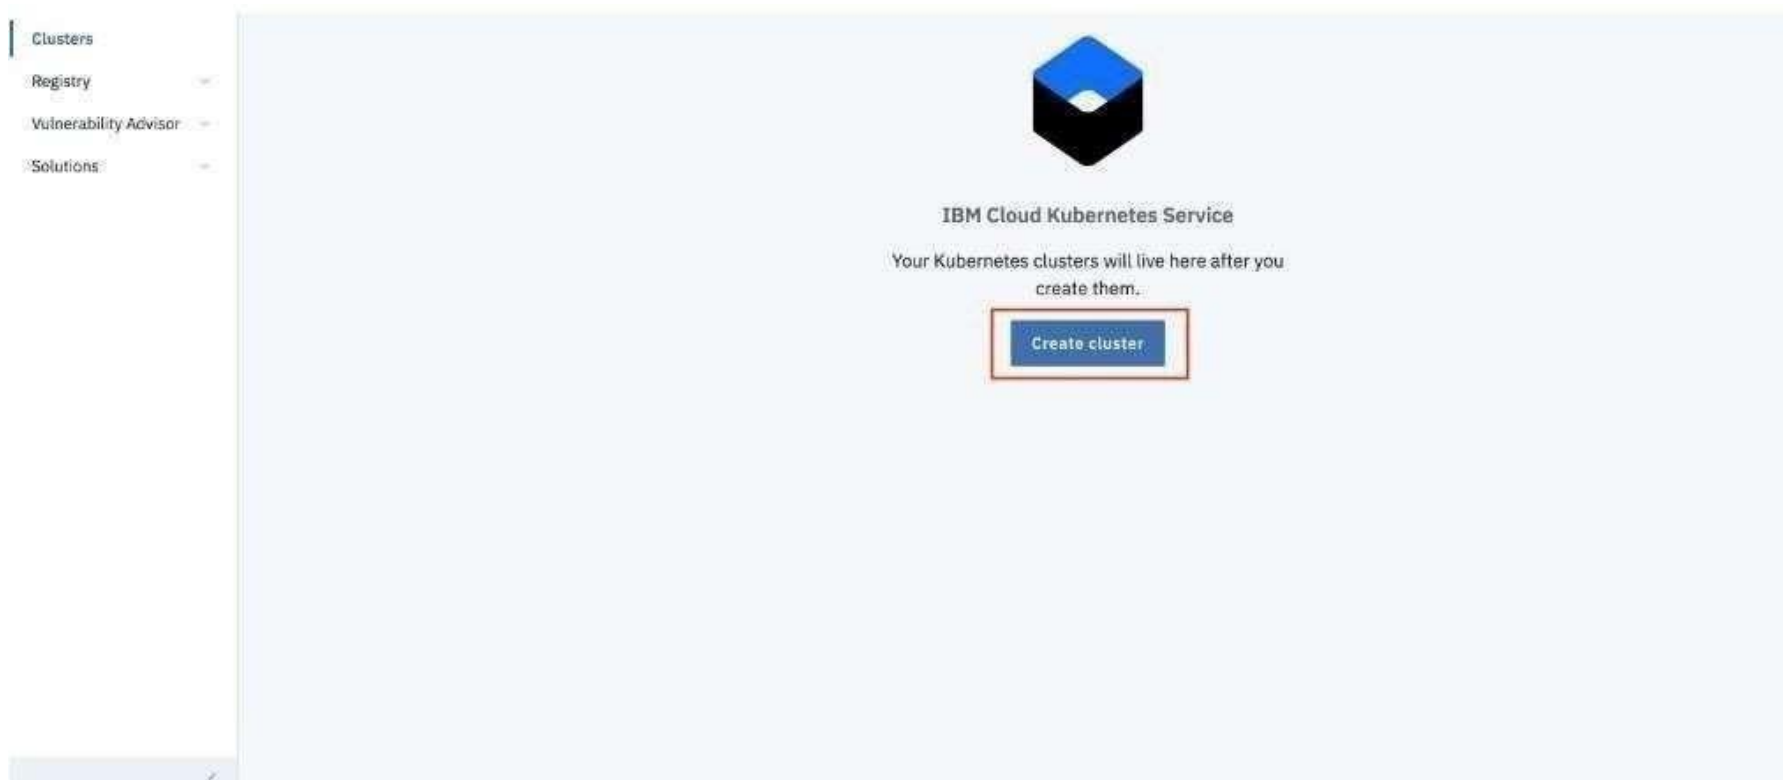 Clusters
Registry
Vulnerability Advisor
Solutions
IBM Cloud Kubernetes Service
Your Kubernetes clusters will live here after you
create them.
Create cluster